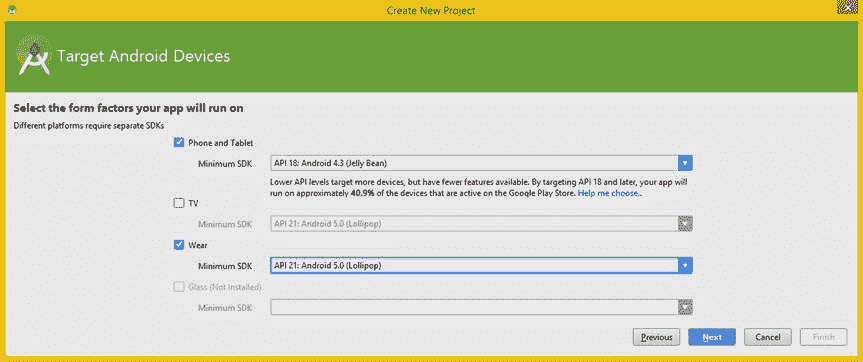 Create New Project
Target Android Devices
Select the form factors your app will run on
Different platforms require separate SDKs
Phone and Tablet
Minimum SDK API 18: Android 4.3 (Jelly Bean)
Lower API levels target more devices, but have fewer features available. By targeting API 18 and later, your app will
run on approximately 40.9% of the devices that are active on the Google Play Store. Help me choose..
TV
Minimum SDK API 21: Android 5.0 (Lollipop)
Wear
Minimum SDK API 21: Android 5.0 (Lollipop)
Glass (Not Installed)
Minimum SDK
Previous Next Cancel Finish